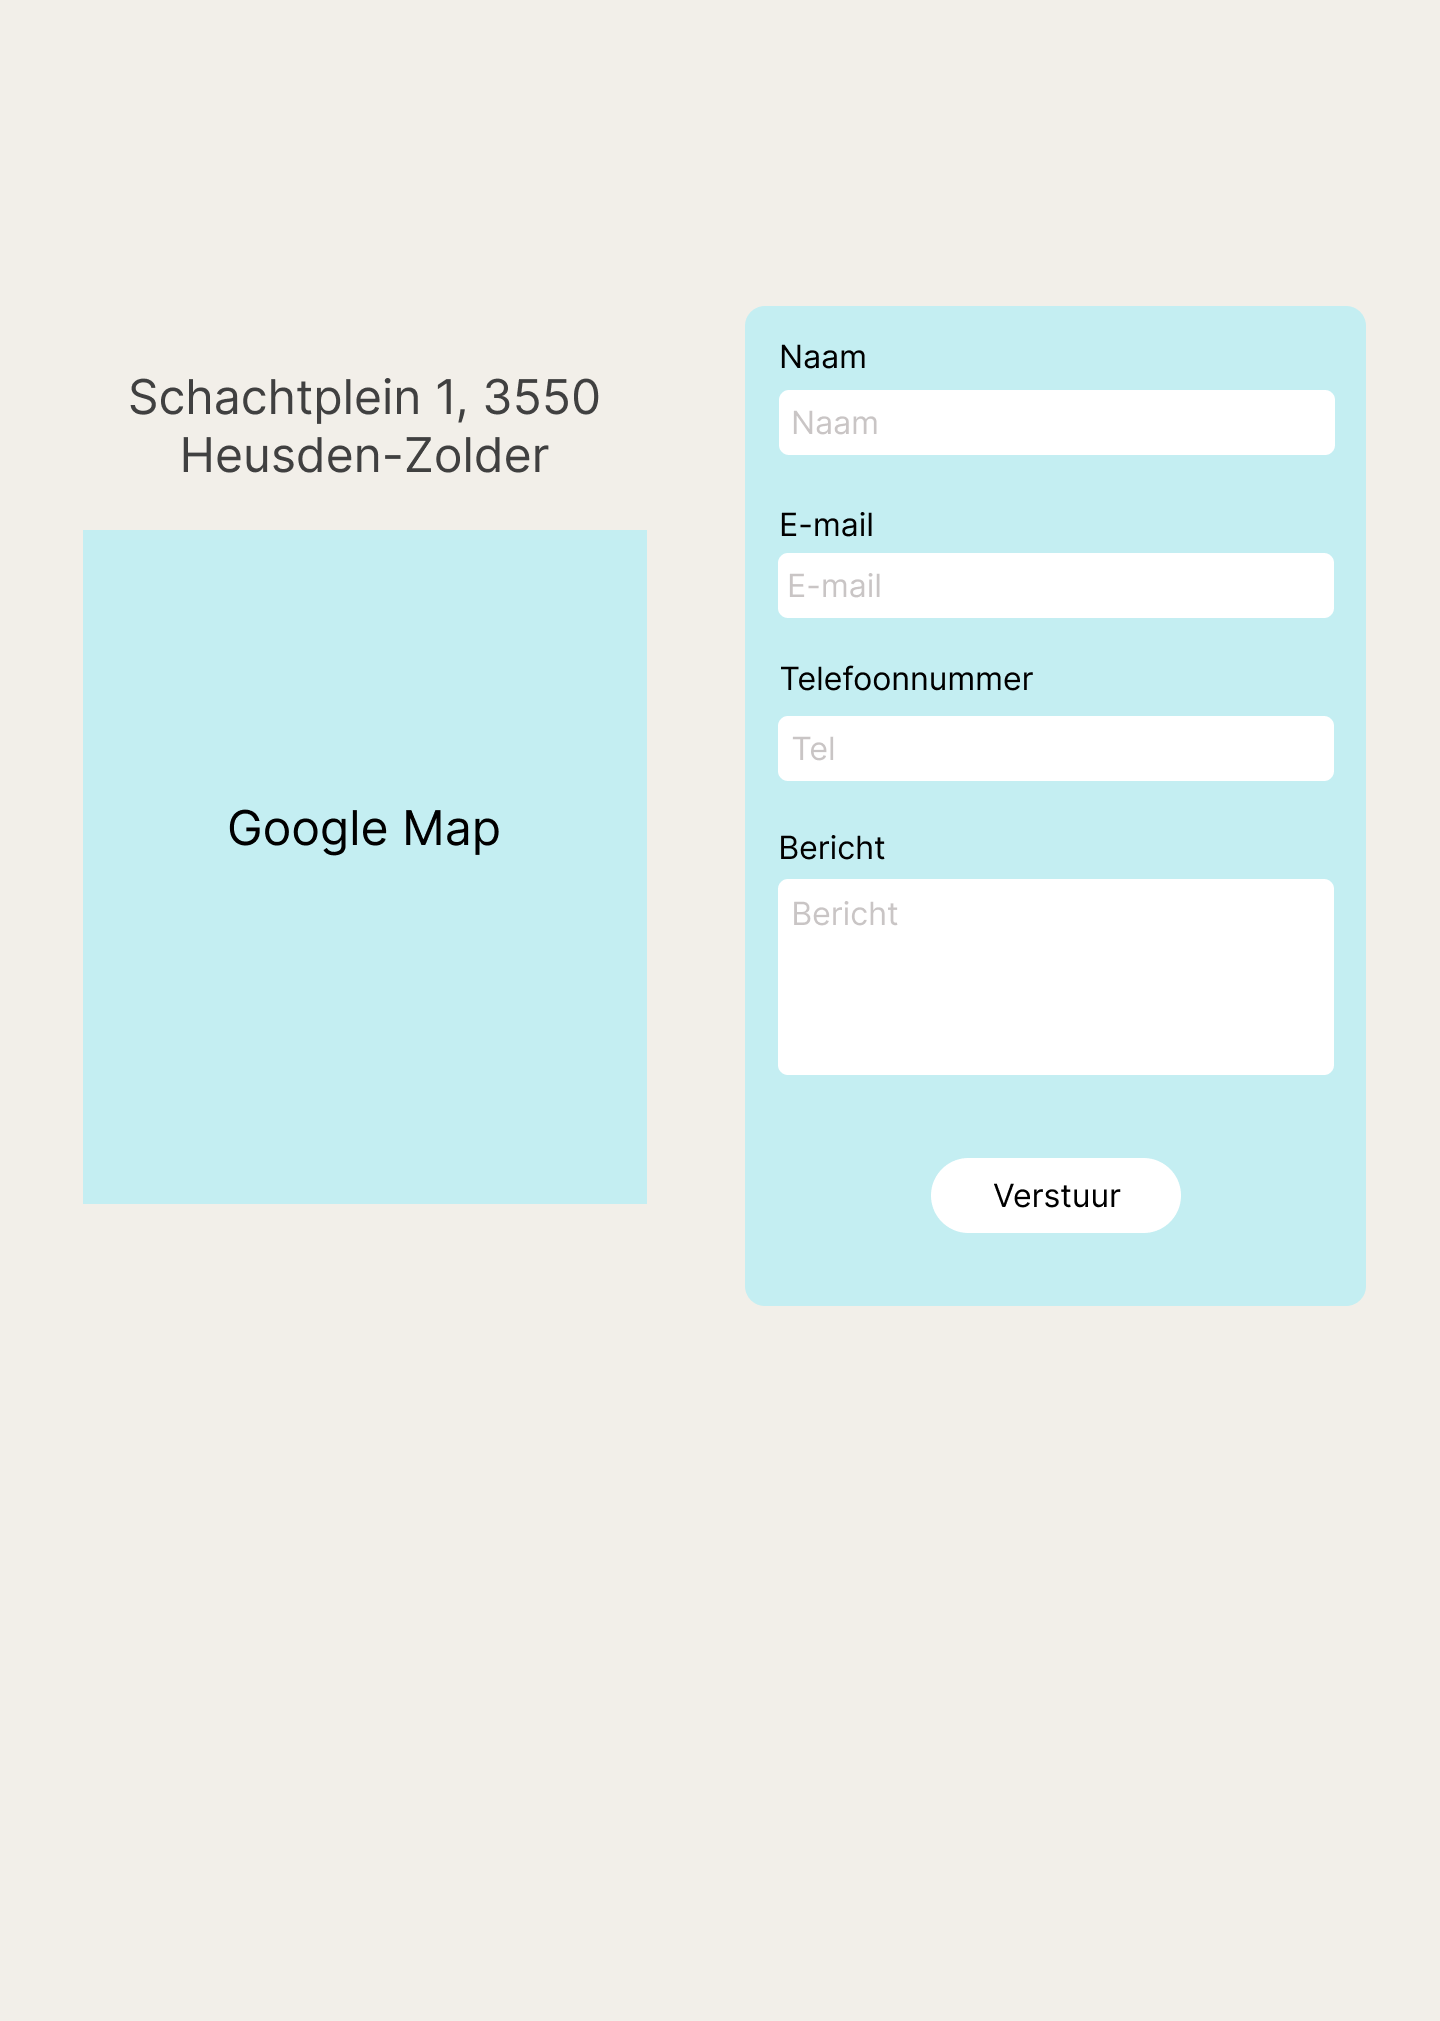 Schachtplein 1, 3550
Heusden-Zolder
Google Map
Naam
Naam
E-mail
E-mail
Telefoonnummer
Tel
Bericht
Bericht
Verstuur